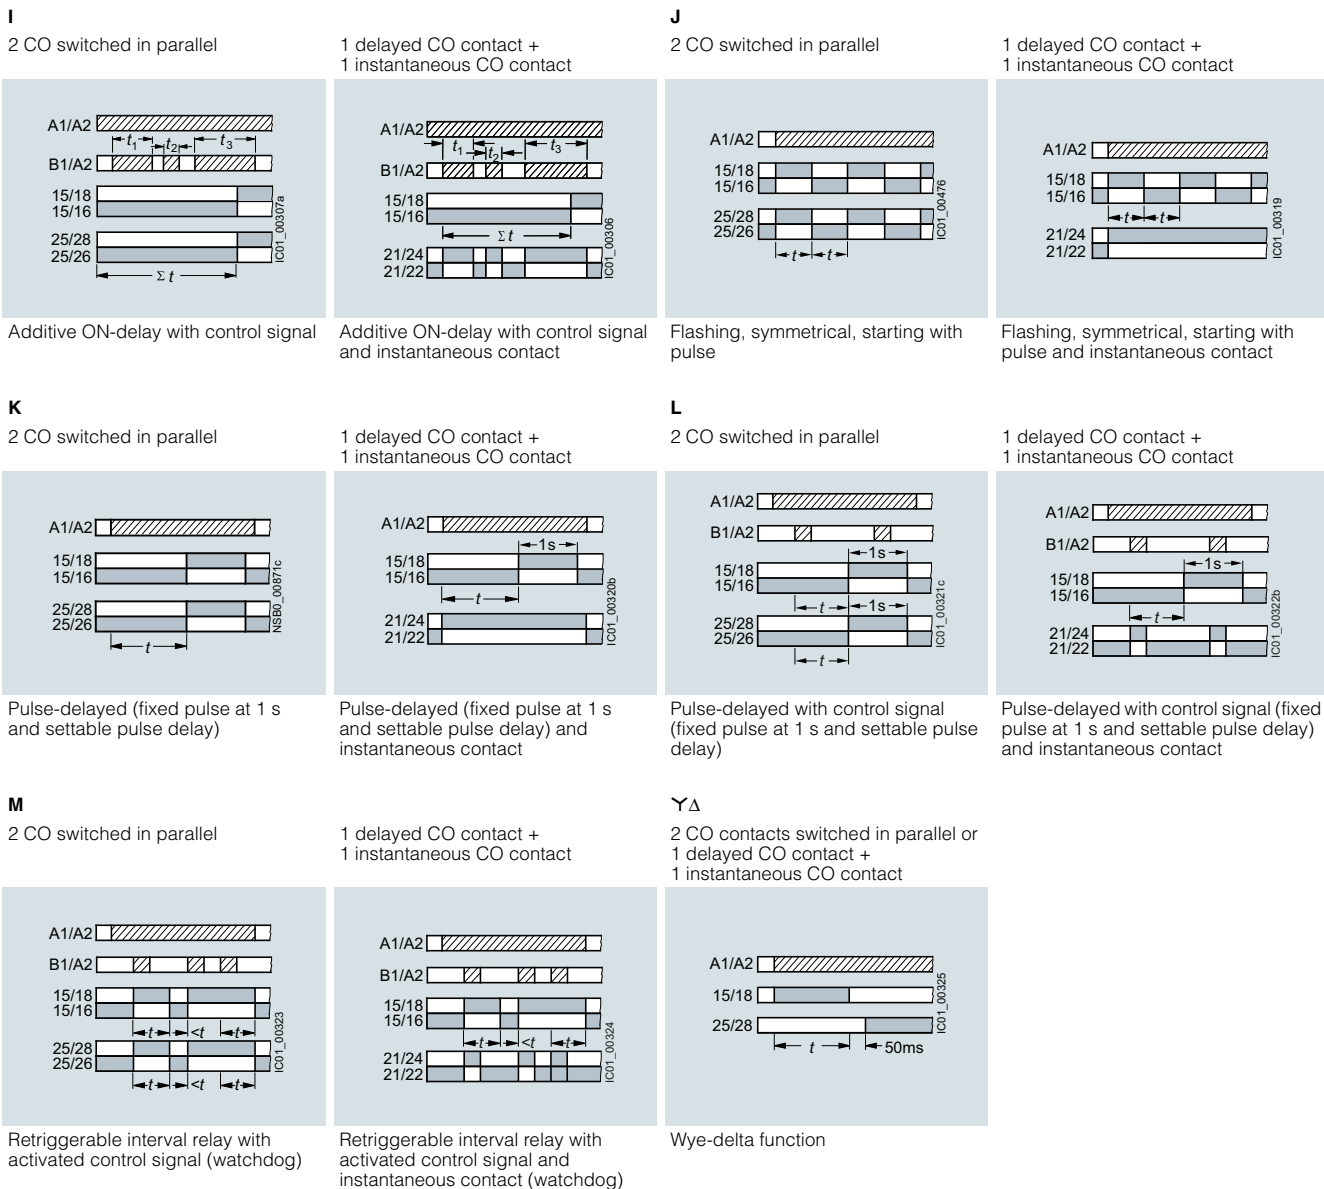 I
J
2 CO switched in parallel
1 delayed CO contact +
1 instantaneous CO contact
2 CO switched in parallel
1 delayed CO contact +
1 instantaneous CO contact
A1/A2
t1
t2
t3
B1/A2
15/18
15/16
25/28
25/26
Σ t
IC01_00307a
A1/A2
t1
t2
t3
B1/A2
15/18
15/16
Σ t
21/24
21/22
IC01_00306
A1/A2
15/18
15/16
25/28
25/26
t
t
IC01_00476
A1/A2
15/18
15/16
t
t
21/24
21/22
IC01_00319
Additive ON-delay with control signal
Additive ON-delay with control signal
and instantaneous contact
Flashing, symmetrical, starting with
pulse
Flashing, symmetrical, starting with
pulse and instantaneous contact
K
L
2 CO switched in parallel
1 delayed CO contact +
1 instantaneous CO contact
2 CO switched in parallel
1 delayed CO contact +
1 instantaneous CO contact
A1/A2
15/18
15/16
25/28
25/26
t
NSB0_00871c
A1/A2
1s
15/18
15/16
t
21/24
21/22
IC01_00320b
A1/A2
B1/A2
1s
15/18
15/16
t
1s
25/28
25/26
t
IC01_00321c
A1/A2
B1/A2
1s
15/18
15/16
t
21/24
21/22
IC01_00322b
Pulse-delayed (fixed pulse at 1 s
and settable pulse delay)
Pulse-delayed (fixed pulse at 1 s
and settable pulse delay) and
instantaneous contact
Pulse-delayed with control signal
(fixed pulse at 1 s and settable pulse
delay)
Pulse-delayed with control signal (fixed
pulse at 1 s and settable pulse delay)
and instantaneous contact
M
YΔ
2 CO switched in parallel
1 delayed CO contact +
1 instantaneous CO contact
2 CO contacts switched in parallel or
1 delayed CO contact +
1 instantaneous CO contact
A1/A2
B1/A2
15/18
15/16
t
<t
t
25/28
25/26
t
<t
t
IC01_00323
A1/A2
B1/A2
15/18
15/16
t
<t
t
21/24
21/22
IC01_00324
A1/A2
15/18
25/28
t
50ms
IC01_00325
Retriggerable interval relay with
activated control signal (watchdog)
Retriggerable interval relay with
activated control signal and
instantaneous contact (watchdog)
Wye-delta function